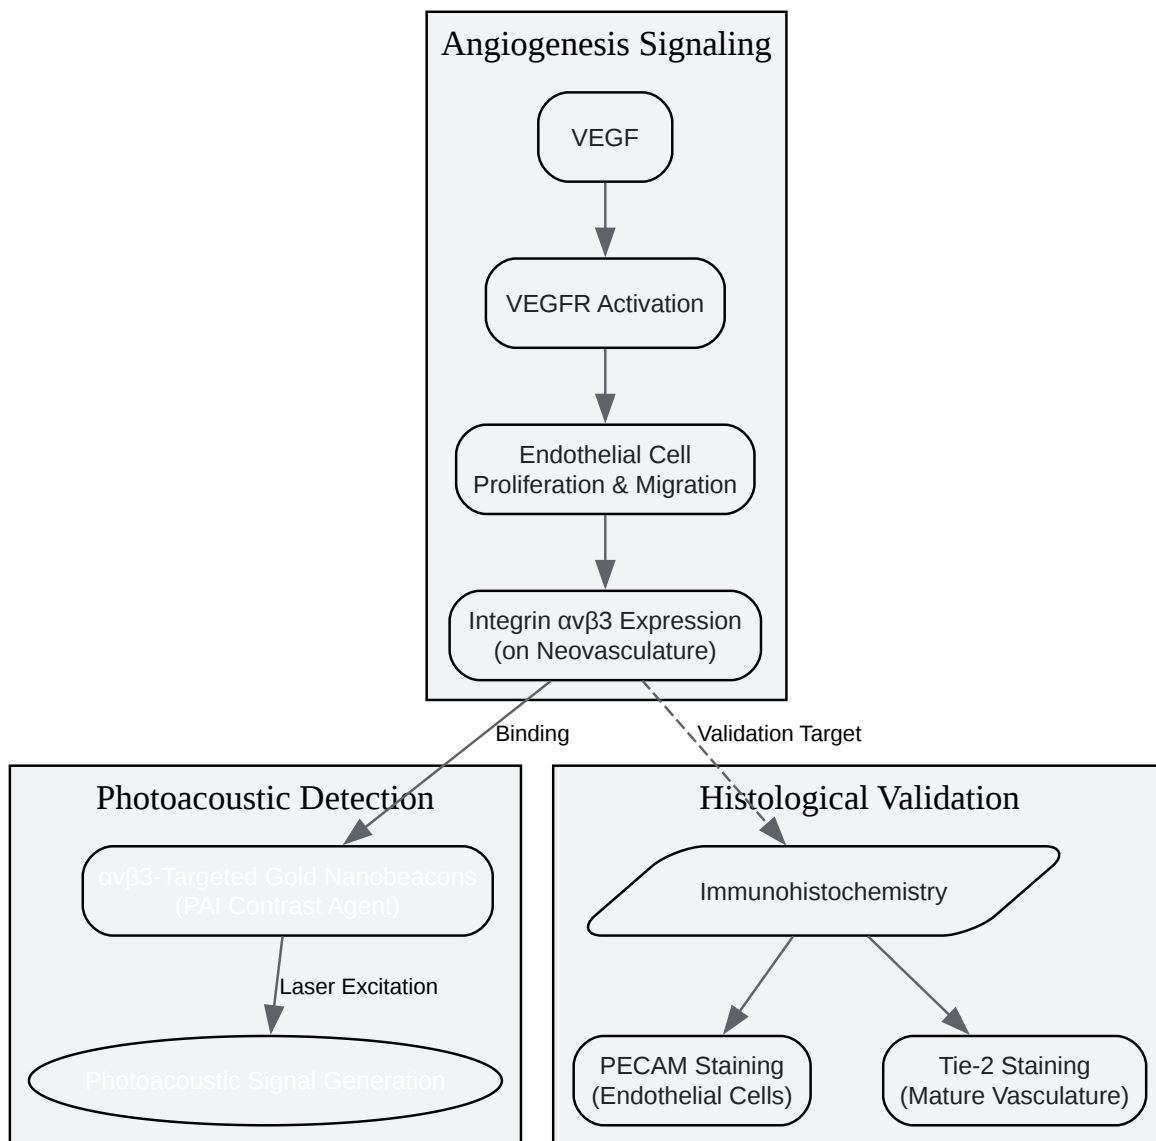 Angiogenesis Signaling
VEGF
VEGFR Activation
Endothelial Cell
Proliferation & Migration
Integrin αvβ3 Expression
(on Neovasculature)
Binding
Validation Target
Photoacoustic Detection
αvβ3-Targeted Gold Nanobeacons
(PAI Contrast Agent)
Laser Excitation
Photoacoustic Signal Generation
Histological Validation
Immunohistochemistry
PECAM Staining
(Endothelial Cells)
Tie-2 Staining
(Mature Vasculature)